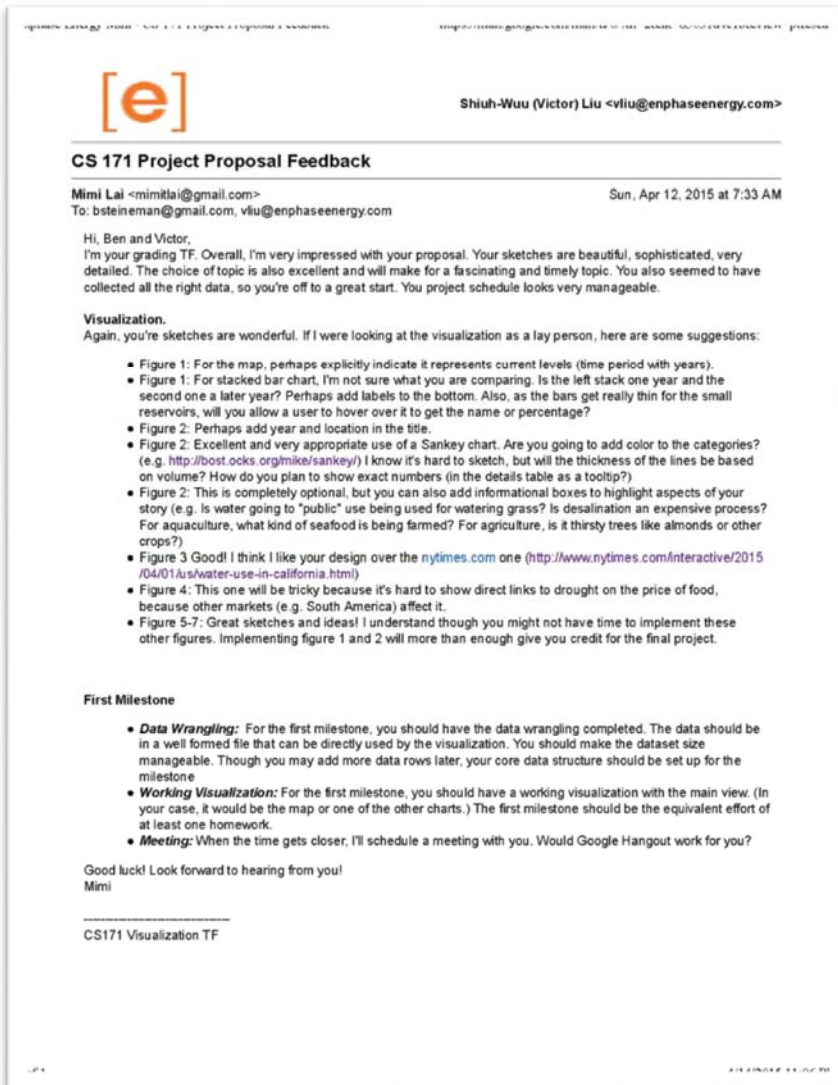 [e]
Shiuh-Wuu (Victor) Liu <vliu@enphaseenergy.com>
CS 171 Project Proposal Feedback
Mimi Lai <mimitlai@gmail.com>
Sun, Apr 12, 2015 at 7:33 AM
To: bsteineman@gmail.com, vliu@enphaseenergy.com
Hi, Ben and Victor,
I'm your grading TF. Overall, I'm very impressed with your proposal. Your sketches are beautiful, sophisticated, very
detailed. The choice of topic is also excellent and will make for a fascinating and timely topic. You also seemed to have
collected all the right data, so you're off to a great start. You project schedule looks very manageable.
Visualization.
Again, you're sketches are wonderful. If I were looking at the visualization as a lay person, here are some suggestions:
• Figure 1: For the map, perhaps explicitly indicate it represents current levels (time period with years).
• Figure 1: For stacked bar chart, I'm not sure what you are comparing. Is the left stack one year and the
second one a later year? Perhaps add labels to the bottom. Also, as the bars get really thin for the small
reservoirs, will you allow a user to hover over it to get the name or percentage?
• Figure 2: Perhaps add year and location in the title.
• Figure 2: Excellent and very appropriate use of a Sankey chart. Are you going to add color to the categories?
(e.g. http://bost.ocks.org/mike/sankey/) I know it's hard to sketch, but will the thickness of the lines be based
on volume? How do you plan to show exact numbers (in the details table as a tooltip?)
• Figure 2: This is completely optional, but you can also add informational boxes to highlight aspects of your
story (e.g. Is water going to "public" use being used for watering grass? Is desalination an expensive process?
For aquaculture, what kind of seafood is being farmed? For agriculture, is it thirsty trees like almonds or other
crops?)
• Figure 3 Good! I think I like your design over the nytimes.com one (http://www.nytimes.com/interactive/2015
/04/01/us/water-use-in-california.html)
• Figure 4: This one will be tricky because it's hard to show direct links to drought on the price of food,
because other markets (e.g. South America) affect it.
• Figure 5-7: Great sketches and ideas! I understand though you might not have time to implement these
other figures. Implementing figure 1 and 2 will more than enough give you credit for the final project.
First Milestone
• Data Wrangling: For the first milestone, you should have the data wrangling completed. The data should be
in a well formed file that can be directly used by the visualization. You should make the dataset size
manageable. Though you may add more data rows later, your core data structure should be set up for the
milestone
• Working Visualization: For the first milestone, you should have a working visualization with the main view. (In
your case, it would be the map or one of the other charts.) The first milestone should be the equivalent effort of
at least one homework.
• Meeting: When the time gets closer, I'll schedule a meeting with you. Would Google Hangout work for you?
Good luck! Look forward to hearing from you!
Mimi
--------------------------------
CS171 Visualization TF